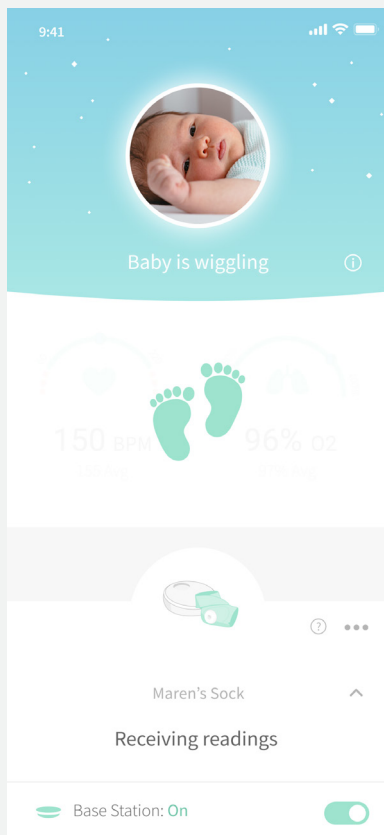 9:41
Baby is wiggling
150 BPM
96% O2
Maren's Sock
Receiving readings
Base Station: On